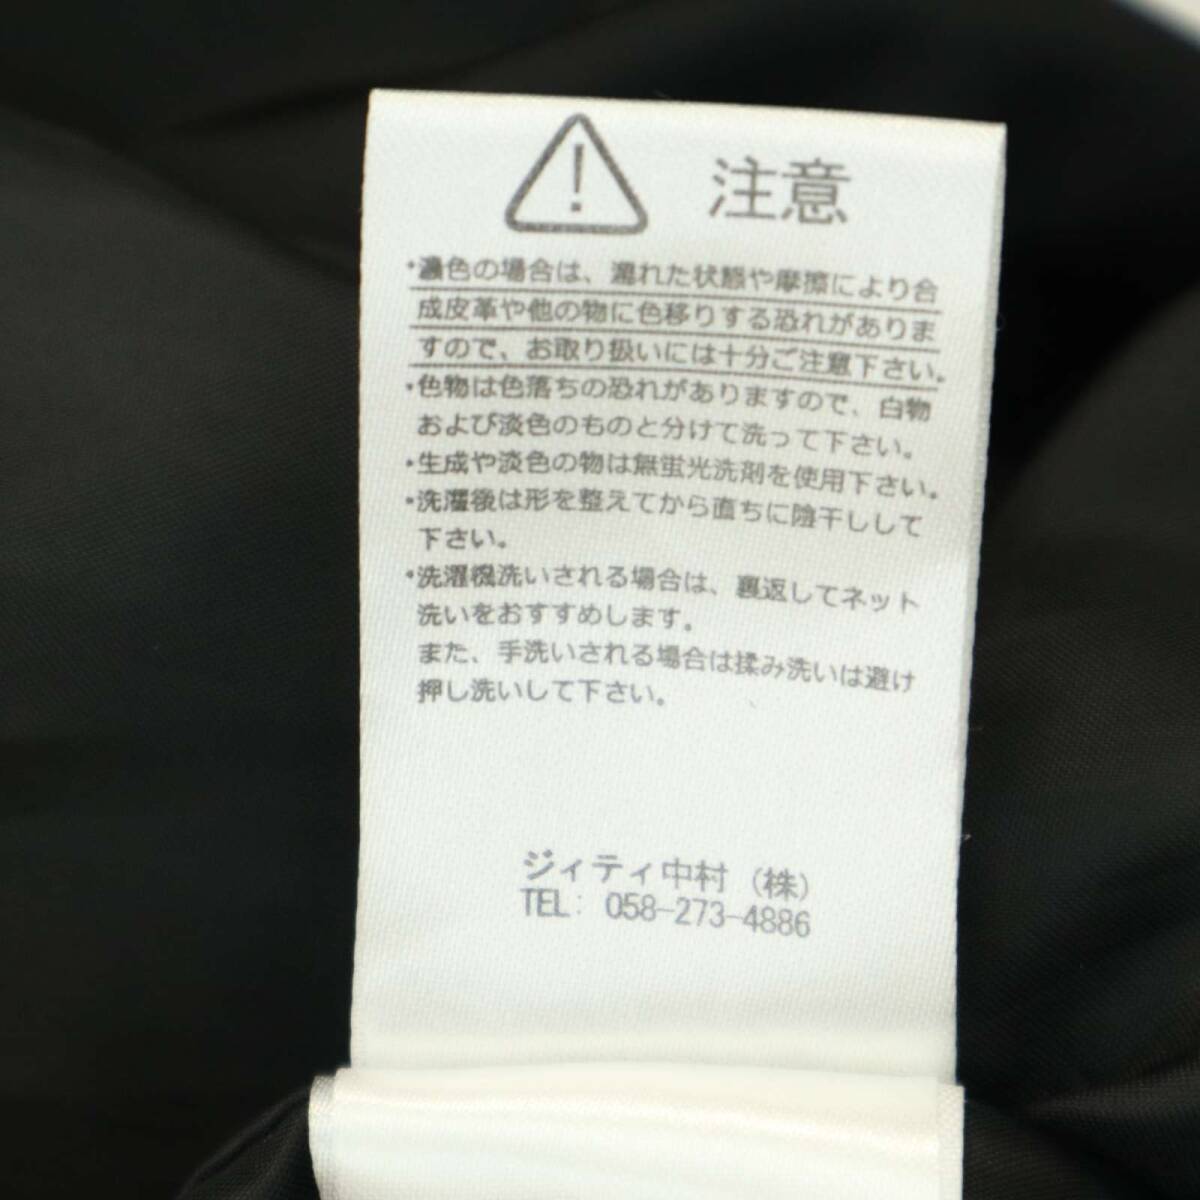 注意
・濃色の場合は、濡れた状態や摩擦により合
成皮革や他の物に色移りする恐れがありま
すので、お取り扱いには十分ご注意下さい。
・色物は色落ちの恐れがありますので、白物
および淡色のものと分けて洗って下さい。
・生成や淡色の物は無蛍光洗剤を使用下さい。
・洗濯後は形を整えてから直ちに陰干しして
下さい。
・洗濯機洗いされる場合は、裏返してネット
洗いをおすすめします。
また、手洗いされる場合は揉み洗いは避け
押し洗いして下さい。
ジィティ中村（株）
TEL: 058-273-4886